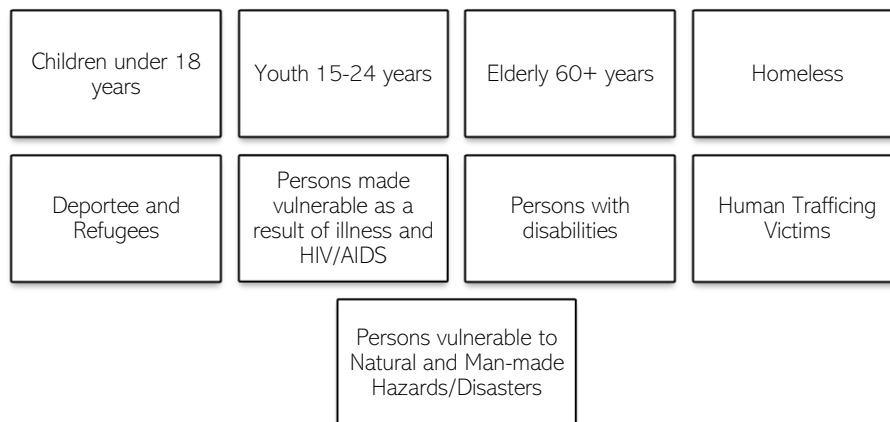 Children under 18
years
Youth 15-24 years
Elderly 60+ years
Homeless
Deportee and
Refugees
Persons made
vulnerable as a
result of illness and
HIV/AIDS
Persons with
disabilities
Human Trafficing
Victims
Persons vulnerable to
Natural and Man-made
Hazards/Disasters